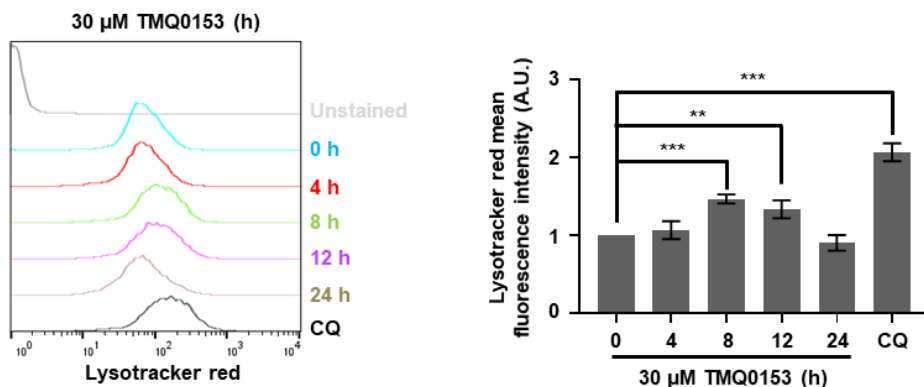 30 µM TMQ0153 (h)
Unstained
0 h
4 h
8 h
12 h
24 h
CQ
10⁰ 10¹ 10² 10³ 10⁴
Lysotracker red
Lysotracker red mean
fluorescence intensity (A.U.)
3
2
1
0
***
**
***
0 4 8 12 24 CQ
30 µM TMQ0153 (h)